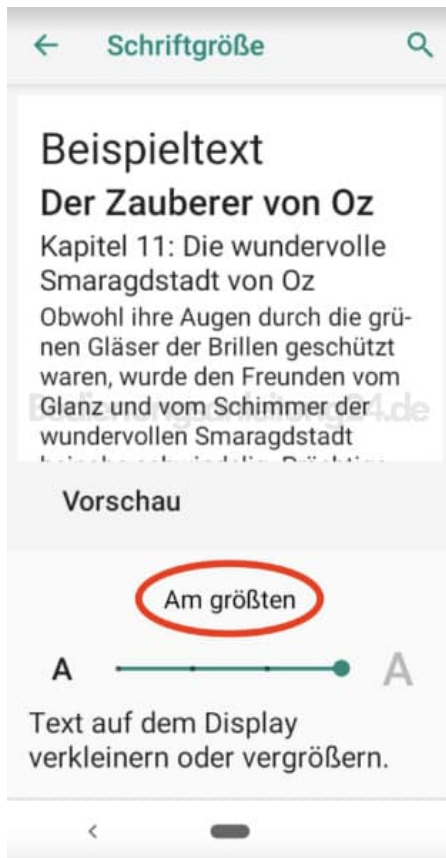 Schriftgröße
Beispieltext
Der Zauberer von Oz
Kapitel 11: Die wundervolle
Smaragdstadt von Oz
Obwohl ihre Augen durch die grü-
nen Gläser der Brillen geschützt
waren, wurde den Freunden vom
Glanz und vom Schimmer der
wundervollen Smaragdstadt
Vorschau
Am größten
A A
Text auf dem Display
verkleinern oder vergrößern.